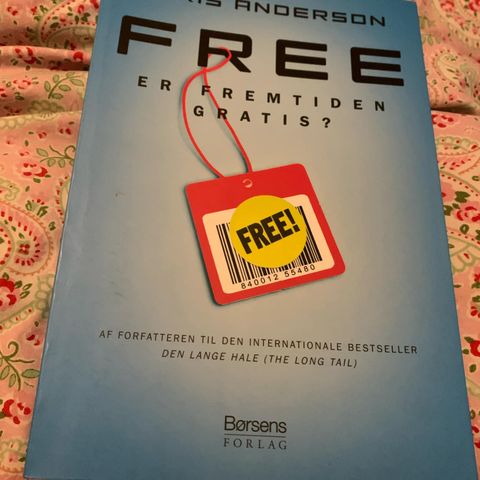 ANDERSON
FREE
ER FREMTIDEN
GRATIS?
FREE!
840012 55480
AF FORFATTEREN TIL DEN INTERNATIONALE BESTSELLER
DEN LANGE HALE (THE LONG TAIL)
Børsens
FORLAG